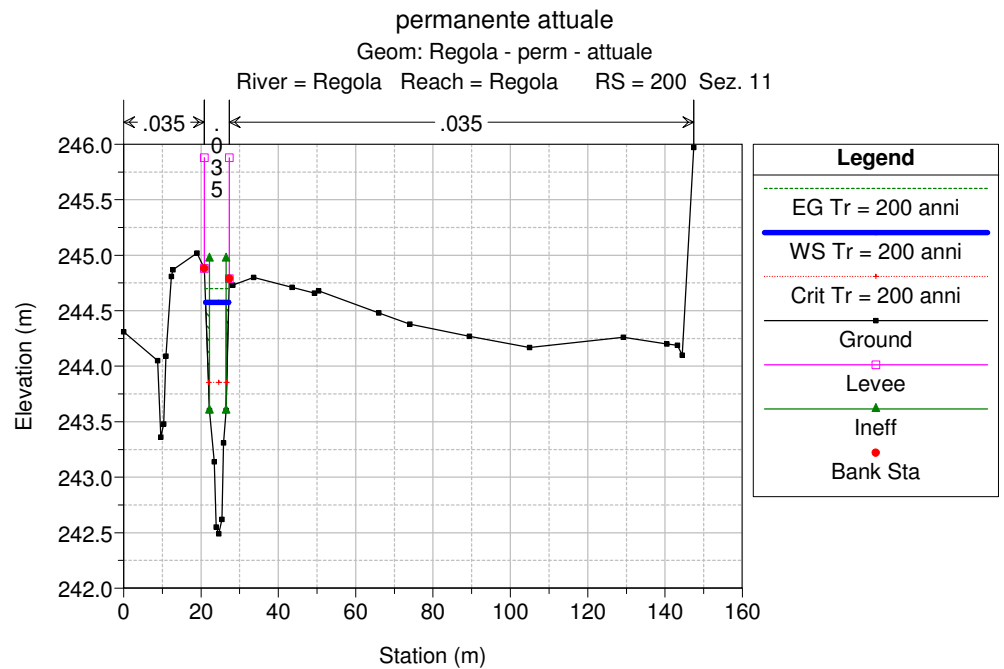 permanente attuale
Geom: Regola - perm - attuale
River = Regola Reach = Regola RS = 200 Sez. 11
.035
.035
.035
246.0
245.5
245.0
244.5
244.0
243.5
243.0
242.5
242.0
Elevation (m)
0 20 40 60 80 100 120 140 160
Station (m)
Legend
EG Tr = 200 anni
WS Tr = 200 anni
Crit Tr = 200 anni
Ground
Levee
Ineff
Bank Sta